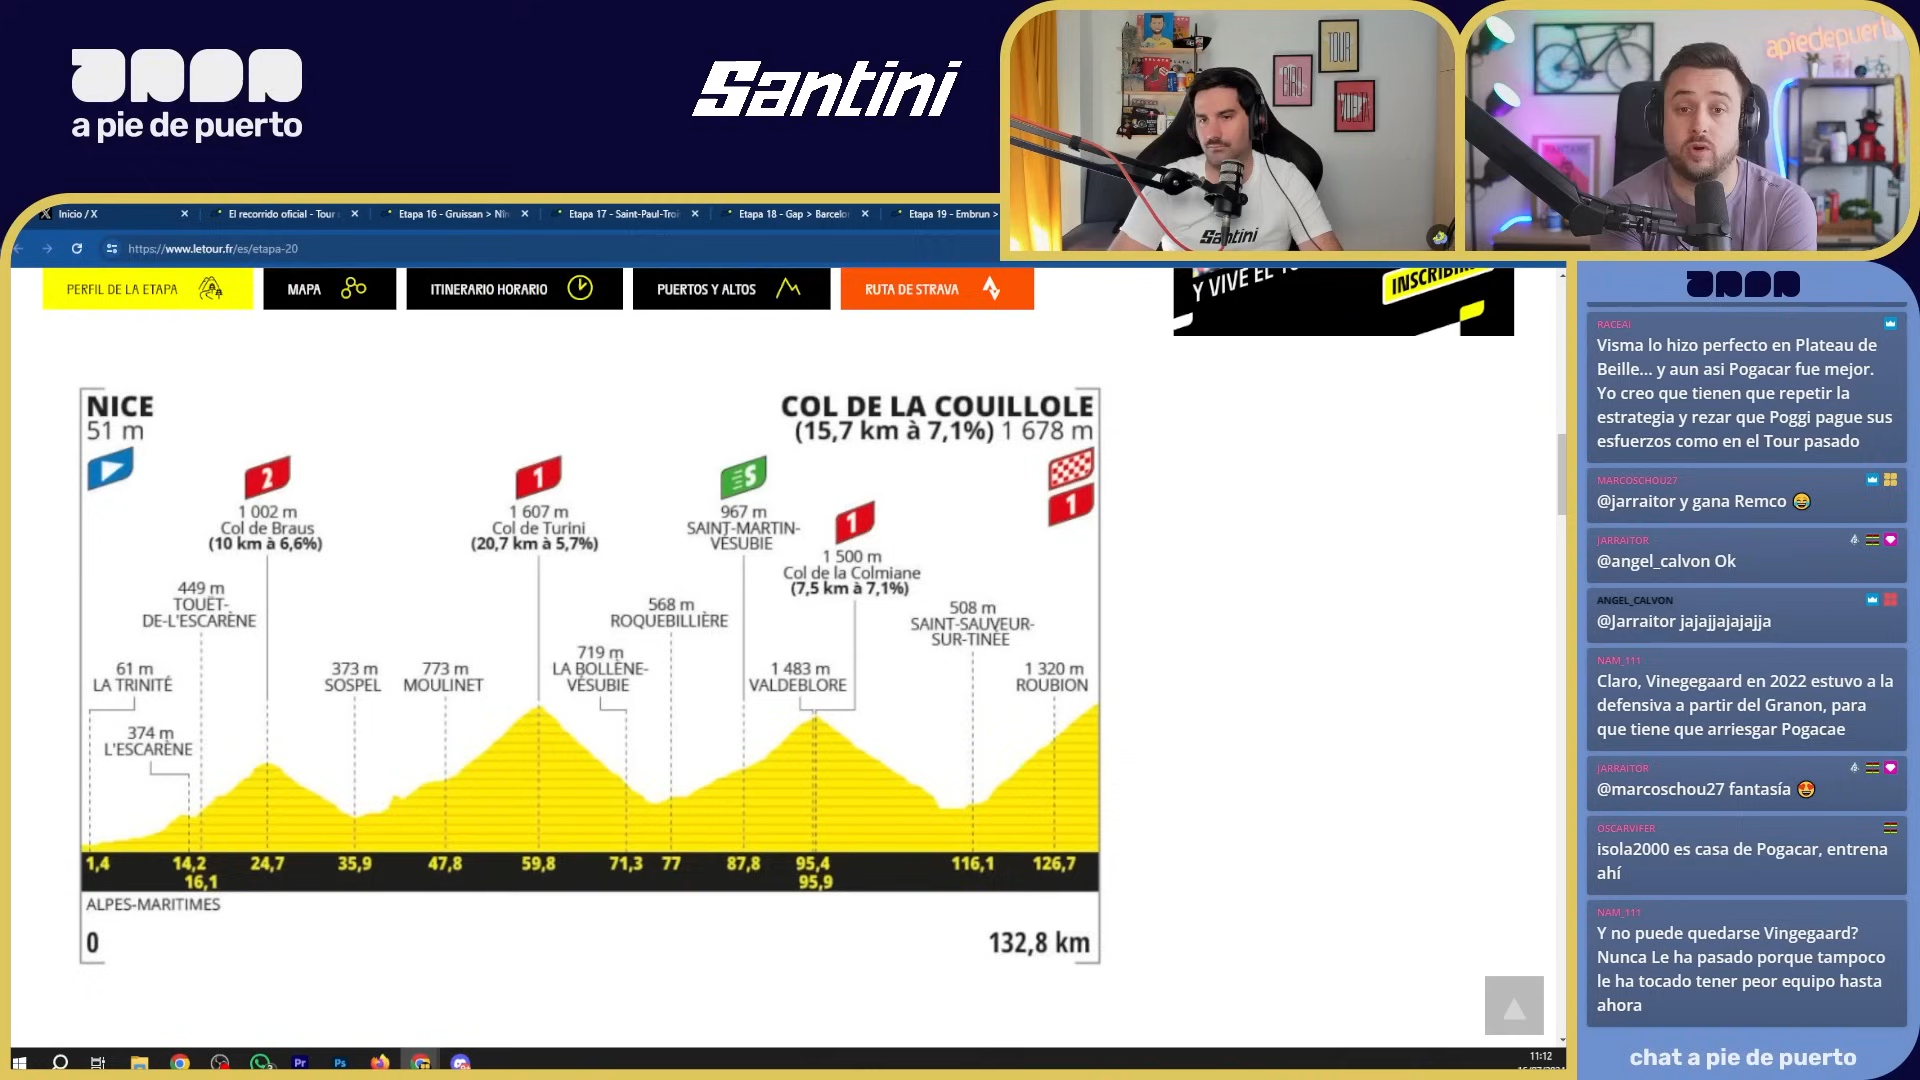 a pie de puerto
Santini
TOUR
GIRO
apiedepuerto
Santini
Inicio / X
El recorrido oficial - Tour
Etapa 16 - Gruissan > Nîm
Etapa 17 - Saint-Paul-Troi
Etapa 18 - Gap > Barcelo
Etapa 19 - Embrun >
https://www.letour.fr/es/etapa-20
PERFIL DE LA ETAPA
MAPA
ITINERARIO HORARIO
PUERTOS Y ALTOS
RUTA DE STRAVA
NICE
51 m
COL DE LA COUILLOLE
(15,7 km à 7,1%) 1 678 m
2
1 002 m
Col de Braus
(10 km à 6,6%)
1
1 607 m
Col de Turini
(20,7 km à 5,7%)
S
967 m
SAINT-MARTIN-
VÉSUBIE
1
1 500 m
Col de la Colmiane
(7,5 km à 7,1%)
1
449 m
TOUËT-
DE-L'ESCARÈNE
568 m
ROQUEBILLIÈRE
508 m
SAINT-SAUVEUR-
SUR-TINÉE
61 m
LA TRINITÉ
373 m
SOSPEL
773 m
MOULINET
719 m
LA BOLLÈNE-
VÉSUBIE
1 483 m
VALDEBLORE
1 320 m
ROUBION
374 m
L'ESCARÈNE
1,4 14,2 24,7 35,9 47,8 59,8 71,3 77 87,8 95,4 116,1 126,7
16,1 95,9
ALPES-MARITIMES
0
132,8 km
11:12
RACEAI
Visma lo hizo perfecto en Plateau de
Beille... y aun asi Pogacar fue mejor.
Yo creo que tienen que repetir la
estrategia y rezar que Poggi pague sus
esfuerzos como en el Tour pasado
MARCOSCHOU27
@jarraitor y gana Remco 😂
JARRAITOR
@angel_calvon Ok
ANGEL_CALVON
@Jarraitor jajajjajajajja
NAM_111
Claro, Vinegegaard en 2022 estuvo a la
defensiva a partir del Granon, para
que tiene que arriesgar Pogacae
JARRAITOR
@marcoschou27 fantasía 😍
OSCARVIFER
isola2000 es casa de Pogacar, entrena
ahí
NAM_111
Y no puede quedarse Vingegaard?
Nunca Le ha pasado porque tampoco
le ha tocado tener peor equipo hasta
ahora
chat a pie de puerto